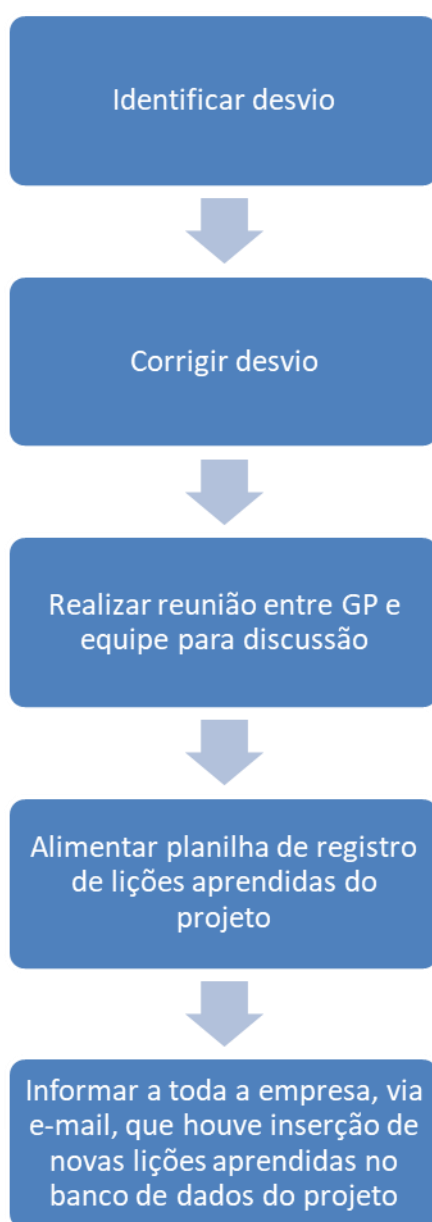 Identificar desvio
Corrigir desvio
Realizar reunião entre GP e
equipe para discussão
Alimentar planilha de registro
de lições aprendidas do
projeto
Informar a toda a empresa, via
e-mail, que houve inserção de
novas lições aprendidas no
banco de dados do projeto